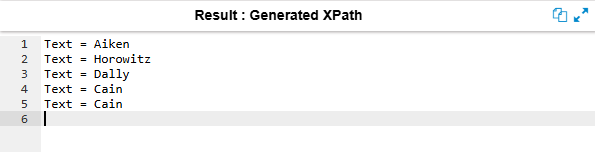 Result : Generated XPath
1 Text = Aiken
2 Text = Horowitz
3 Text = Dally
4 Text = Cain
5 Text = Cain
6